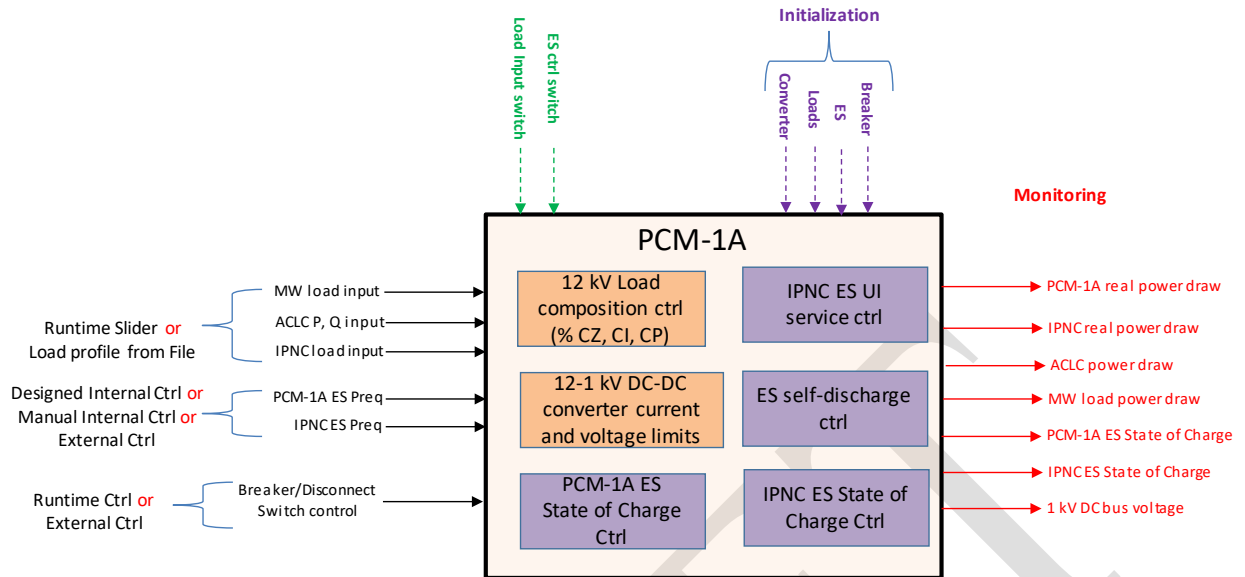 Initialization
Load Input switch
ES ctrl switch
Converter
Loads
ES
Breaker
Monitoring
PCM-1A
MW load input
ACLC P, Q input
IPNC load input
Runtime Slider or
Load profile from File
Designed Internal Ctrl or
Manual Internal Ctrl or
External Ctrl
PCM-1A ES Preq
IPNC ES Preq
Runtime Ctrl or
External Ctrl
Breaker/Disconnect
Switch control
12 kV Load
composition ctrl
(% CZ, CI, CP)
IPNC ES UI
service ctrl
12-1 kV DC-DC
converter current
and voltage limits
ES self-discharge
ctrl
PCM-1A ES
State of Charge
Ctrl
IPNC ES State of
Charge Ctrl
PCM-1A real power draw
IPNC real power draw
ACLC power draw
MW load power draw
PCM-1A ES State of Charge
IPNC ES State of Charge
1 kV DC bus voltage